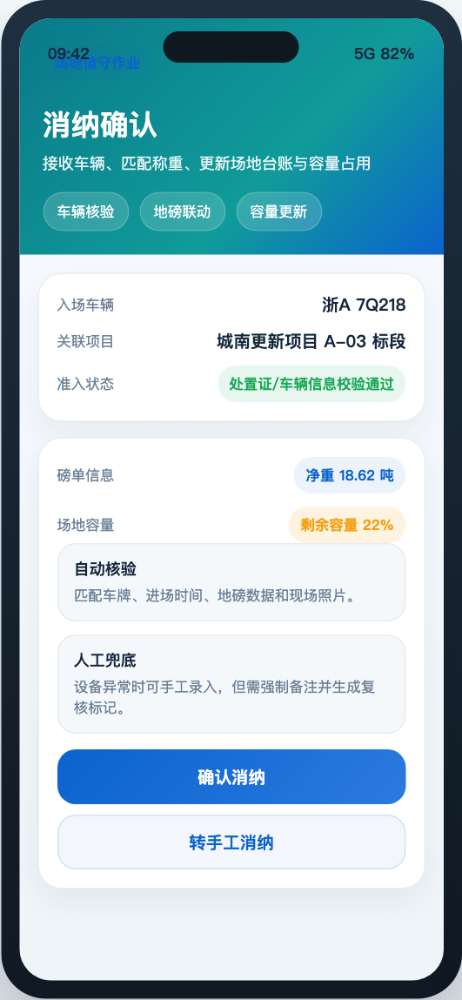 09:42
5G 82%
场地值守作业
消纳确认
接收车辆、匹配称重、更新场地台账与容量占用
车辆核验
地磅联动
容量更新
入场车辆
浙A 7Q218
关联项目
城南更新项目 A–03 标段
准入状态
处置证/车辆信息校验通过
磅单信息
净重 18.62 吨
场地容量
剩余容量 22%
自动核验
匹配车牌、进场时间、地磅数据和现场照片。
人工兜底
设备异常时可手工录入，但需强制备注并生成复
核标记。
确认消纳
转手工消纳